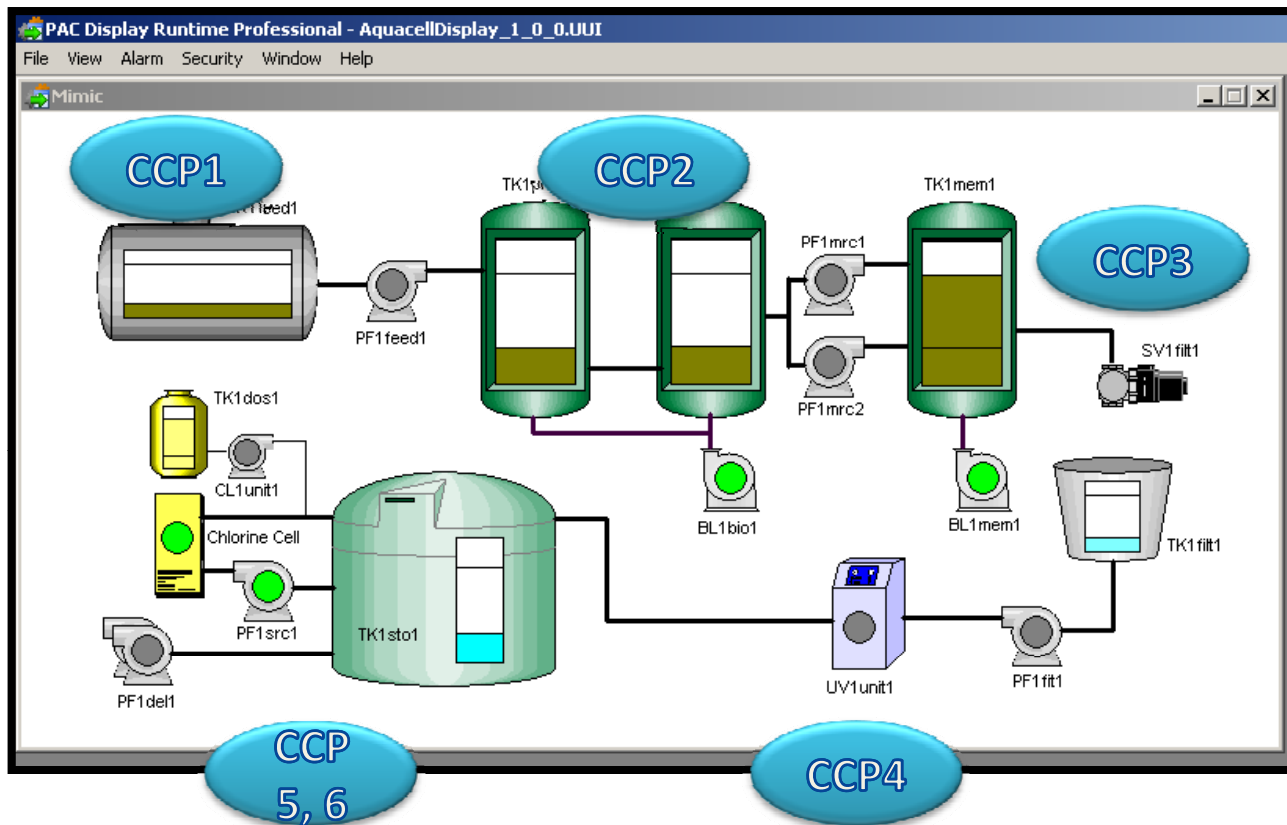 PAC Display Runtime Professional - AquacellDisplay_1_0_0.UUI
File View Alarm Security Window Help
Mimic
CCP1
CCP2
TK1mem1
PF1mrc1
CCP3
PF1feed1
SV1filt1
PF1mrc2
TK1dos1
CL1unit1
BL1bio1
BL1mem1
Chlorine Cell
TK1filt1
PF1src1
TK1sto1
UV1unit1
PF1fit1
PF1del1
CCP
5, 6
CCP4